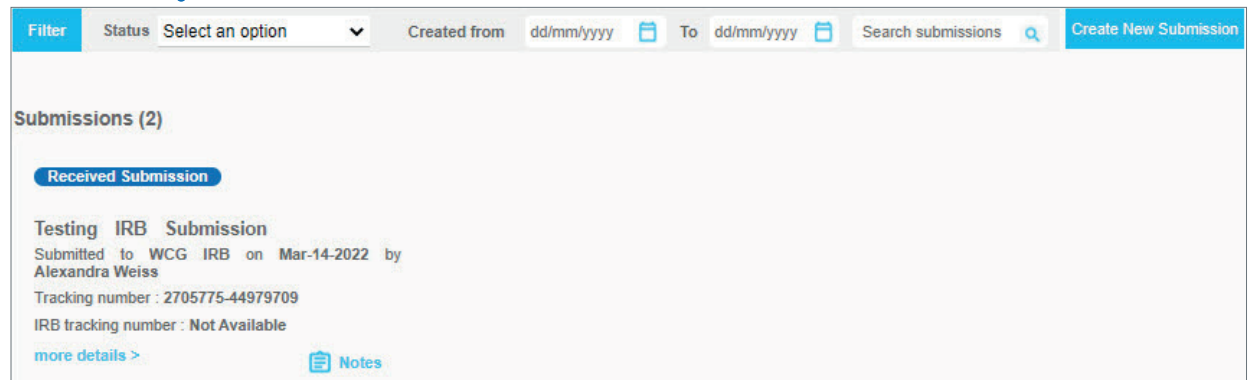 Filter Status Select an option Created from dd/mm/yyyy To dd/mm/yyyy Search submissions Create New Submission
Submissions (2)
Received Submission
Testing IRB Submission
Submitted to WCG IRB on Mar-14-2022 by
Alexandra Weiss
Tracking number : 2705775-44979709
IRB tracking number : Not Available
more details > Notes